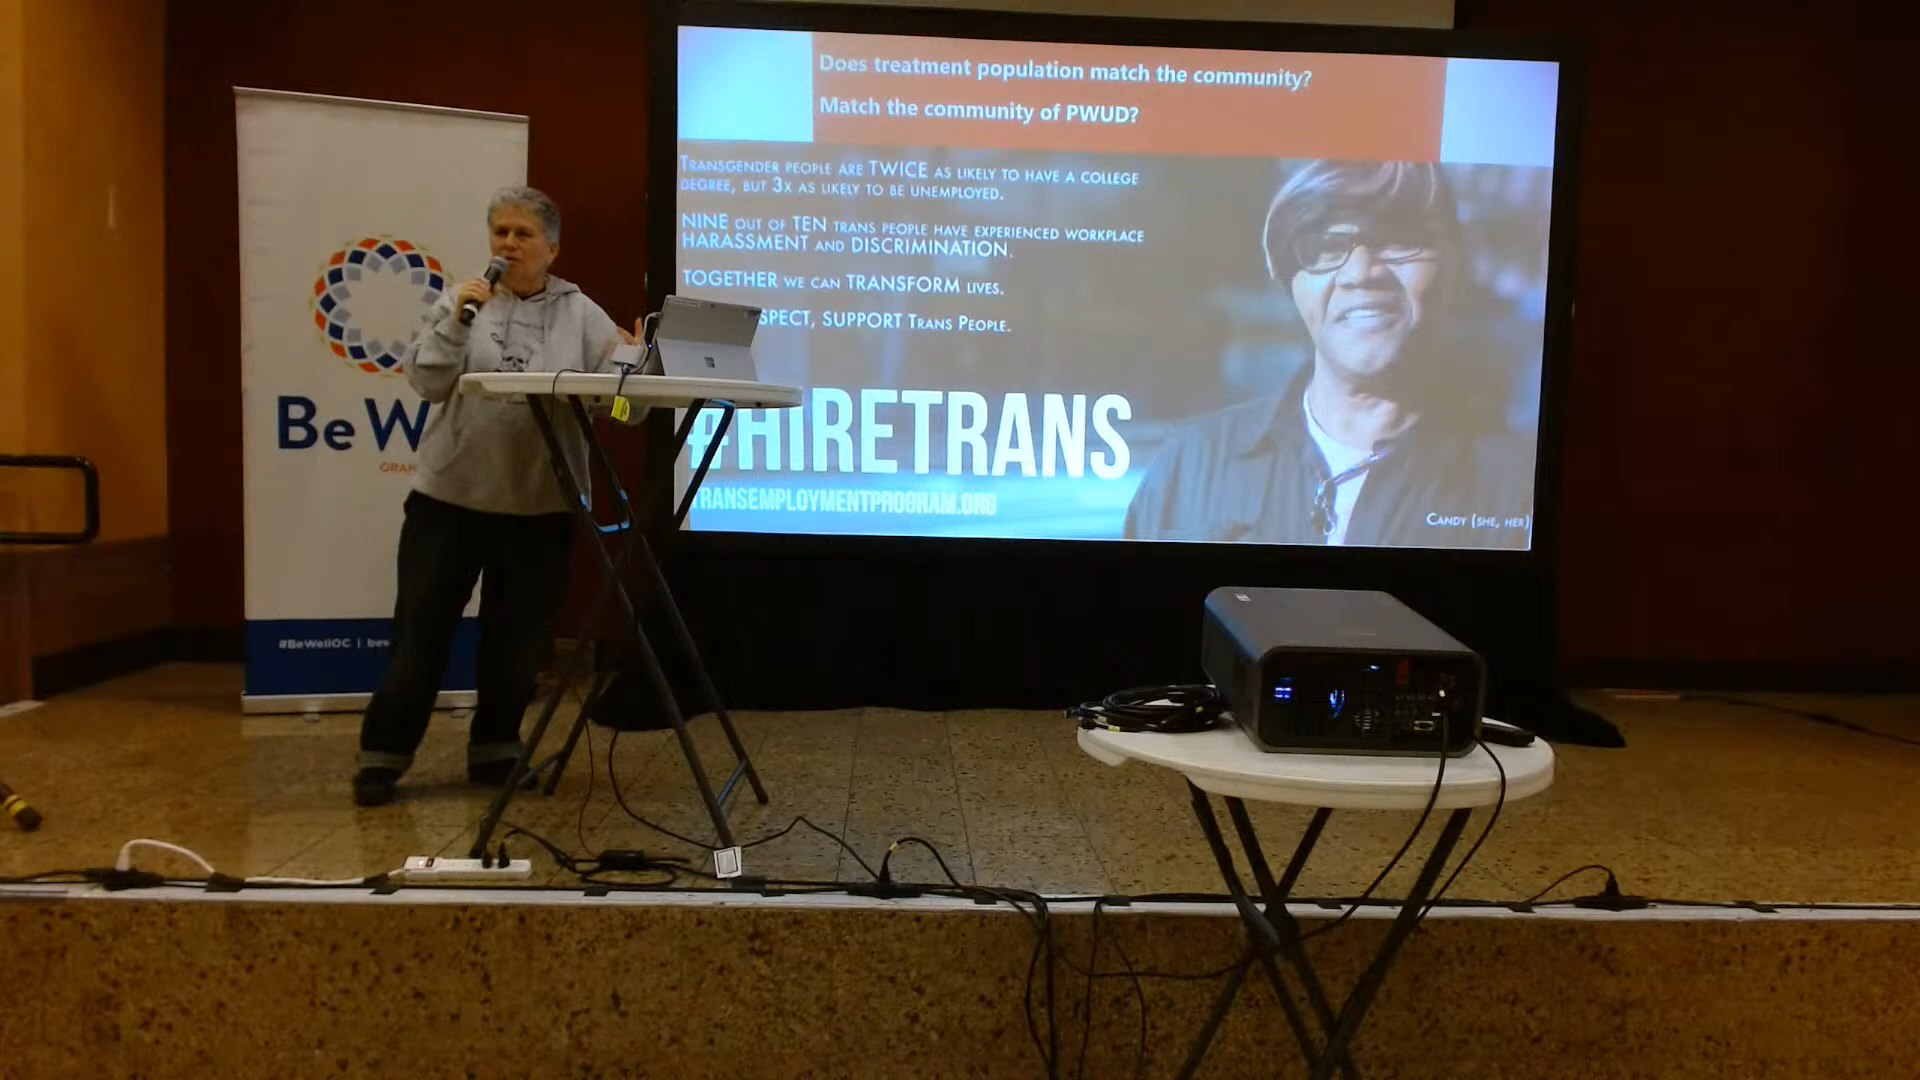 Does treatment population match the community?
Match the community of PWUD?
TRANSGENDER PEOPLE ARE TWICE AS LIKELY TO HAVE A COLLEGE
DEGREE, BUT 3X AS LIKELY TO BE UNEMPLOYED.
NINE OUT OF TEN TRANS PEOPLE HAVE EXPERIENCED WORKPLACE
HARASSMENT AND DISCRIMINATION.
TOGETHER WE CAN TRANSFORM LIVES.
SPECT, SUPPORT TRANS PEOPLE.
#HIRETRANS
TRANSEMPLOYMENTPROGRAM.ORG
CANDY (SHE, HER)
Be W
ORAN
#BeWellOC | bew